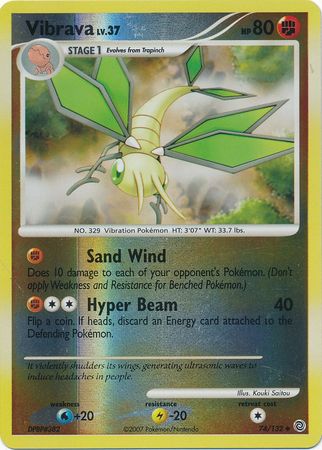 Vibrava LV.37 HP 80
STAGE 1 Evolves from Trapinch
NO. 329 Vibration Pokémon HT: 3'07" WT: 33.7 lbs.
Sand Wind
Does 10 damage to each of your opponent's Pokémon. (Don't
apply Weakness and Resistance for Benched Pokémon.)
Hyper Beam 40
Flip a coin. If heads, discard an Energy card attached to the
Defending Pokémon.
It violently shudders its wings, generating ultrasonic waves to
induce headaches in people.
Illus. Kouki Saitou
weakness resistance retreat cost
+20 -20
DPBP#382 ©2007 Pokémon/Nintendo 74/132